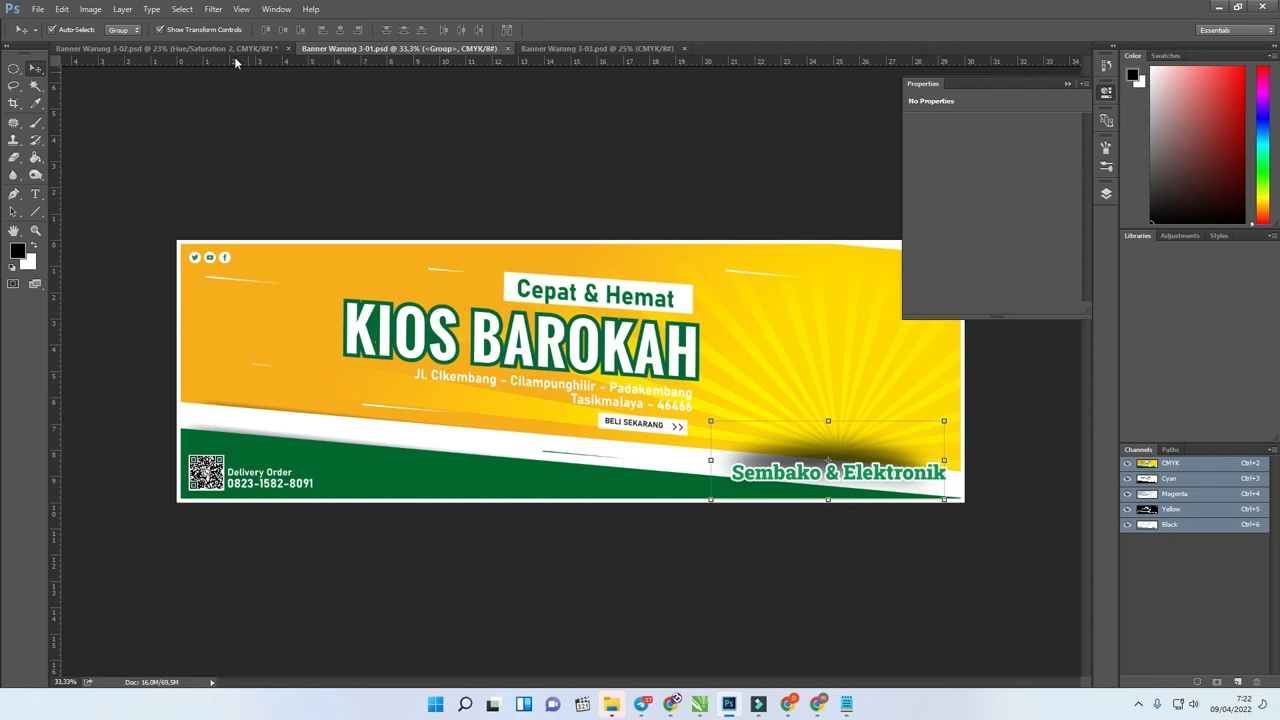 Ps File Edit Image Layer Type Select Filter View Window Help
Auto-Select: Group Show Transform Controls Essentials
Banner Warung 3-02.psd @ 23% (Hue/Saturation 2, CMYK/8#) * × Banner Warung 3-01.psd @ 33,3% (<Group>, CMYK/8#) × Banner Warung 3-03.psd @ 25% (CMYK/8#) ×
Color Swatches
Properties
No Properties
Libraries Adjustments Styles
Cepat & Hemat
KIOS BAROKAH
JL CIkembang - Cilampunghilir - Padakembang
Tasikmalaya - 46466
BELI SEKARANG >>
Sembako & Elektronik
Delivery Order
0823-1582-8091
Channels Paths
CMYK Ctrl+2
Cyan Ctrl+3
Magenta Ctrl+4
Yellow Ctrl+5
Black Ctrl+6
33,33% Doc: 16,0M/69,5M
7:22
09/04/2022